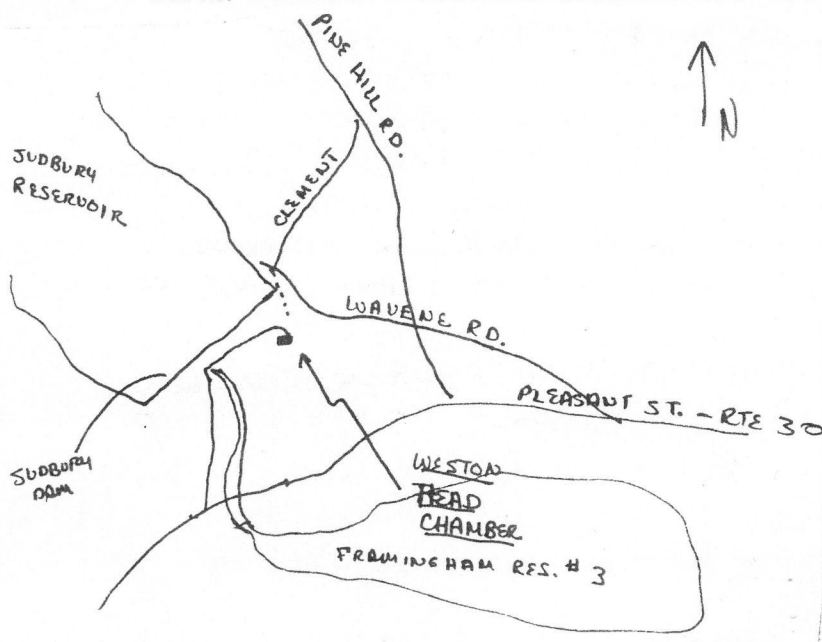 PINE HILL RD.
N
SUDBURY
RESERVOIR
CLEMENT
WAVENE RD.
PLEASANT ST. - RTE 30
SUDBURY
DAM
WESTON
HEAD
CHAMBER
FRAMINGHAM RES. # 3